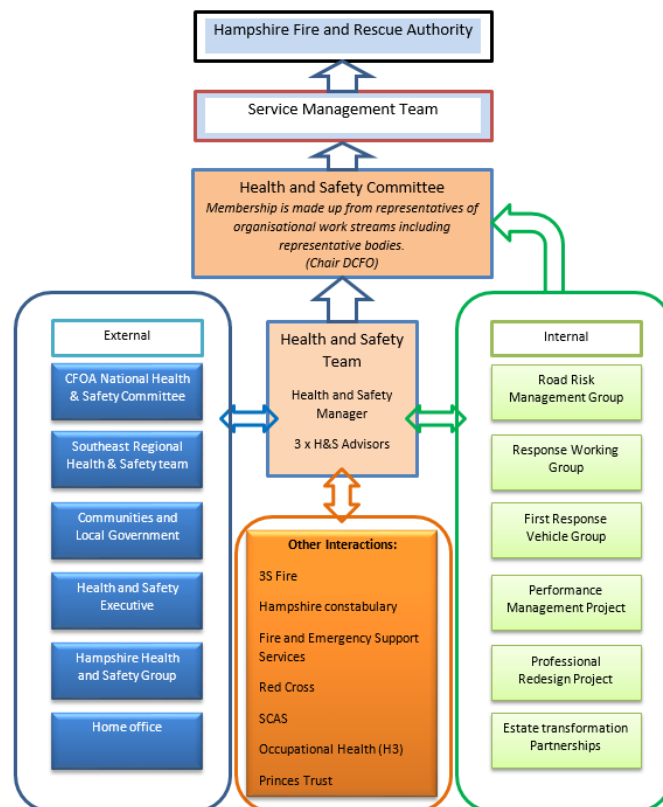 Hampshire Fire and Rescue Authority
Service Management Team
Health and Safety Committee
Membership is made up from representatives of
organisational work streams including
representative bodies.
(Chair DCFO)
External
CFOA National Health
& Safety Committee
Southeast Regional
Health & Safety team
Communities and
Local Government
Health and Safety
Executive
Hampshire Health
and Safety Group
Home office
Health and Safety
Team
Health and Safety
Manager
3 x H&S Advisors
Other Interactions:
3S Fire
Hampshire constabulary
Fire and Emergency Support
Services
Red Cross
SCAS
Occupational Health (H3)
Princes Trust
Internal
Road Risk
Management Group
Response Working
Group
First Response
Vehicle Group
Performance
Management Project
Professional
Redesign Project
Estate transformation
Partnerships